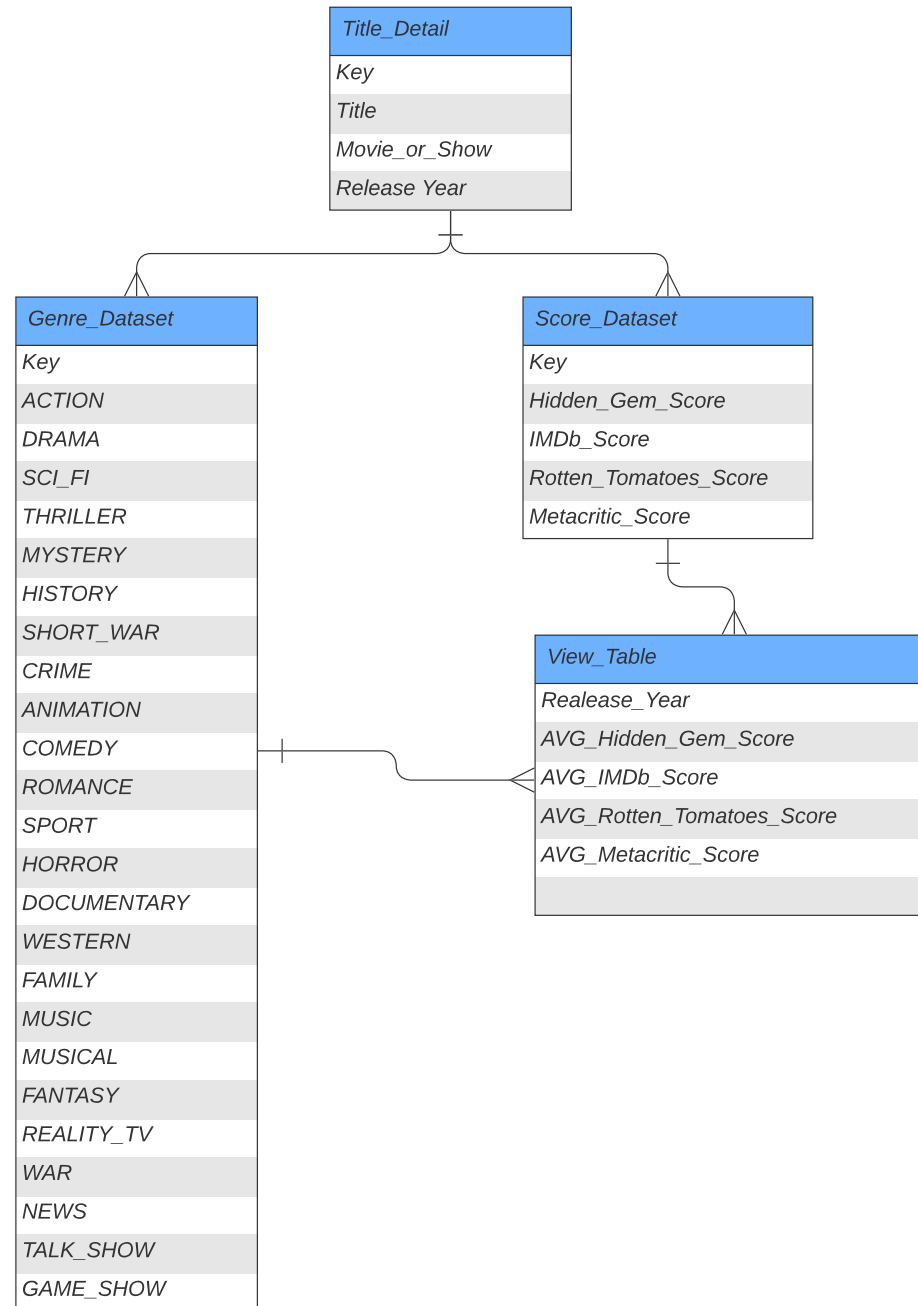 Title_Detail
Key
Title
Movie_or_Show
Release Year
Genre_Dataset
Key
ACTION
DRAMA
SCI_FI
THRILLER
MYSTERY
HISTORY
SHORT_WAR
CRIME
ANIMATION
COMEDY
ROMANCE
SPORT
HORROR
DOCUMENTARY
WESTERN
FAMILY
MUSIC
MUSICAL
FANTASY
REALITY_TV
WAR
NEWS
TALK_SHOW
GAME_SHOW
Score_Dataset
Key
Hidden_Gem_Score
IMDb_Score
Rotten_Tomatoes_Score
Metacritic_Score
View_Table
Realease_Year
AVG_Hidden_Gem_Score
AVG_IMDb_Score
AVG_Rotten_Tomatoes_Score
AVG_Metacritic_Score